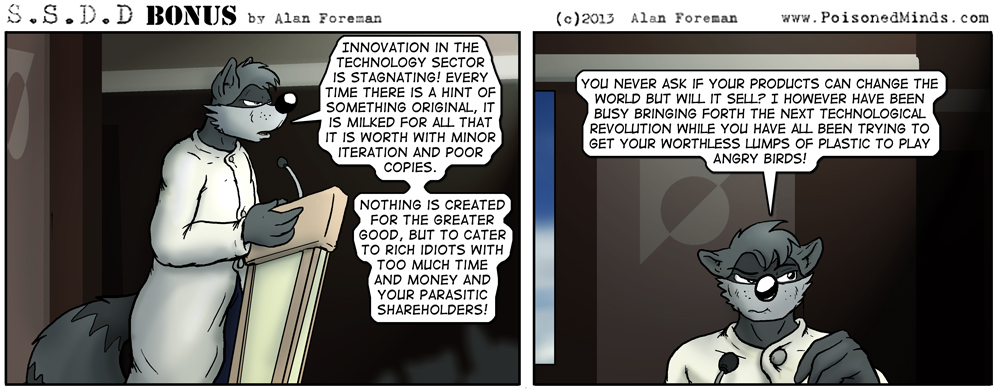 S.S.D.D BONUS by Alan Foreman
(c)2013 Alan Foreman www.PoisonedMinds.com
INNOVATION IN THE
TECHNOLOGY SECTOR
IS STAGNATING! EVERY
TIME THERE IS A HINT OF
SOMETHING ORIGINAL, IT
IS MILKED FOR ALL THAT
IT IS WORTH WITH MINOR
ITERATION AND POOR
COPIES.
NOTHING IS CREATED
FOR THE GREATER
GOOD, BUT TO CATER
TO RICH IDIOTS WITH
TOO MUCH TIME
AND MONEY AND
YOUR PARASITIC
SHAREHOLDERS!
YOU NEVER ASK IF YOUR PRODUCTS CAN CHANGE THE
WORLD BUT WILL IT SELL? I HOWEVER HAVE BEEN
BUSY BRINGING FORTH THE NEXT TECHNOLOGICAL
REVOLUTION WHILE YOU HAVE ALL BEEN TRYING TO
GET YOUR WORTHLESS LUMPS OF PLASTIC TO PLAY
ANGRY BIRDS!